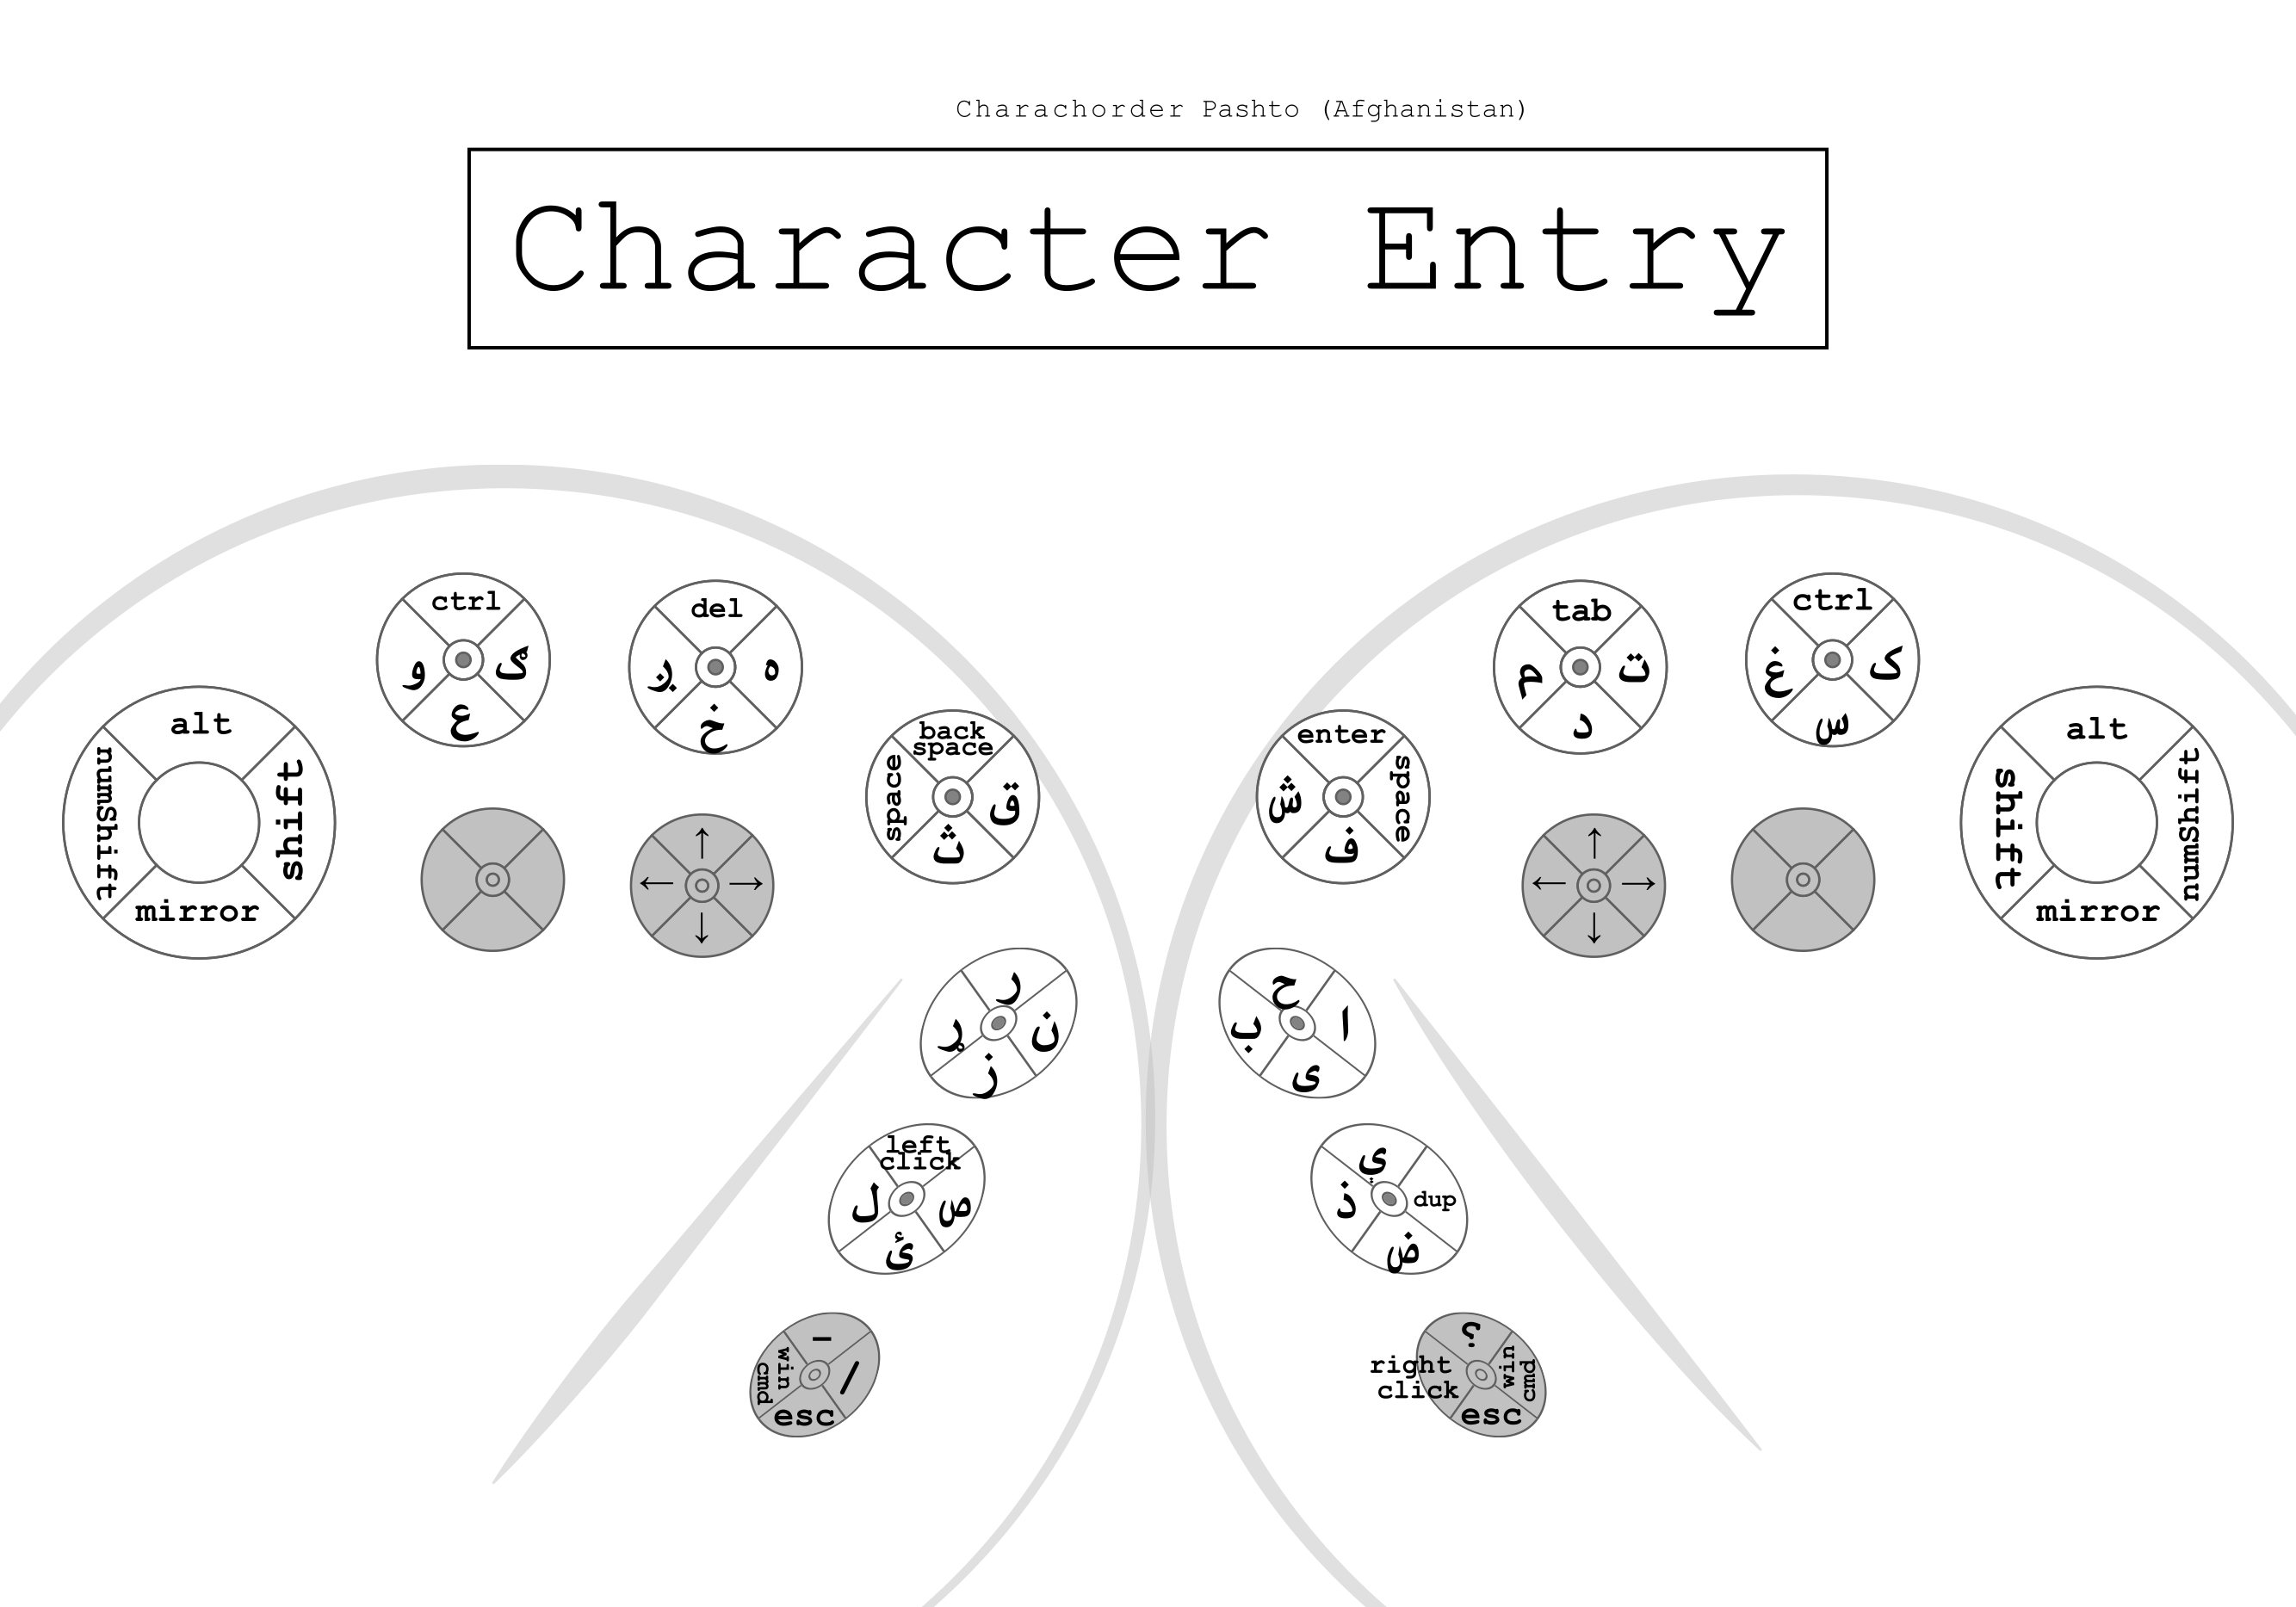 Charachorder Pashto (Afghanistan)
Character Entry
ctrl
و
ګ
ع
del
ږ
ه
خ
alt
numShift
shift
mirror
back
space
space
ق
ث
↑
←
→
↓
ر
ړ
ن
ز
left
click
ل
ص
ئ
-
win
cmd
/
esc
enter
ش
space
ف
tab
م
ت
د
ctrl
غ
ک
س
alt
shift
numShift
mirror
↑
←
→
↓
ح
ب
ا
ی
ې
ذ
dup
ض
؟
right
click
win
cmd
esc